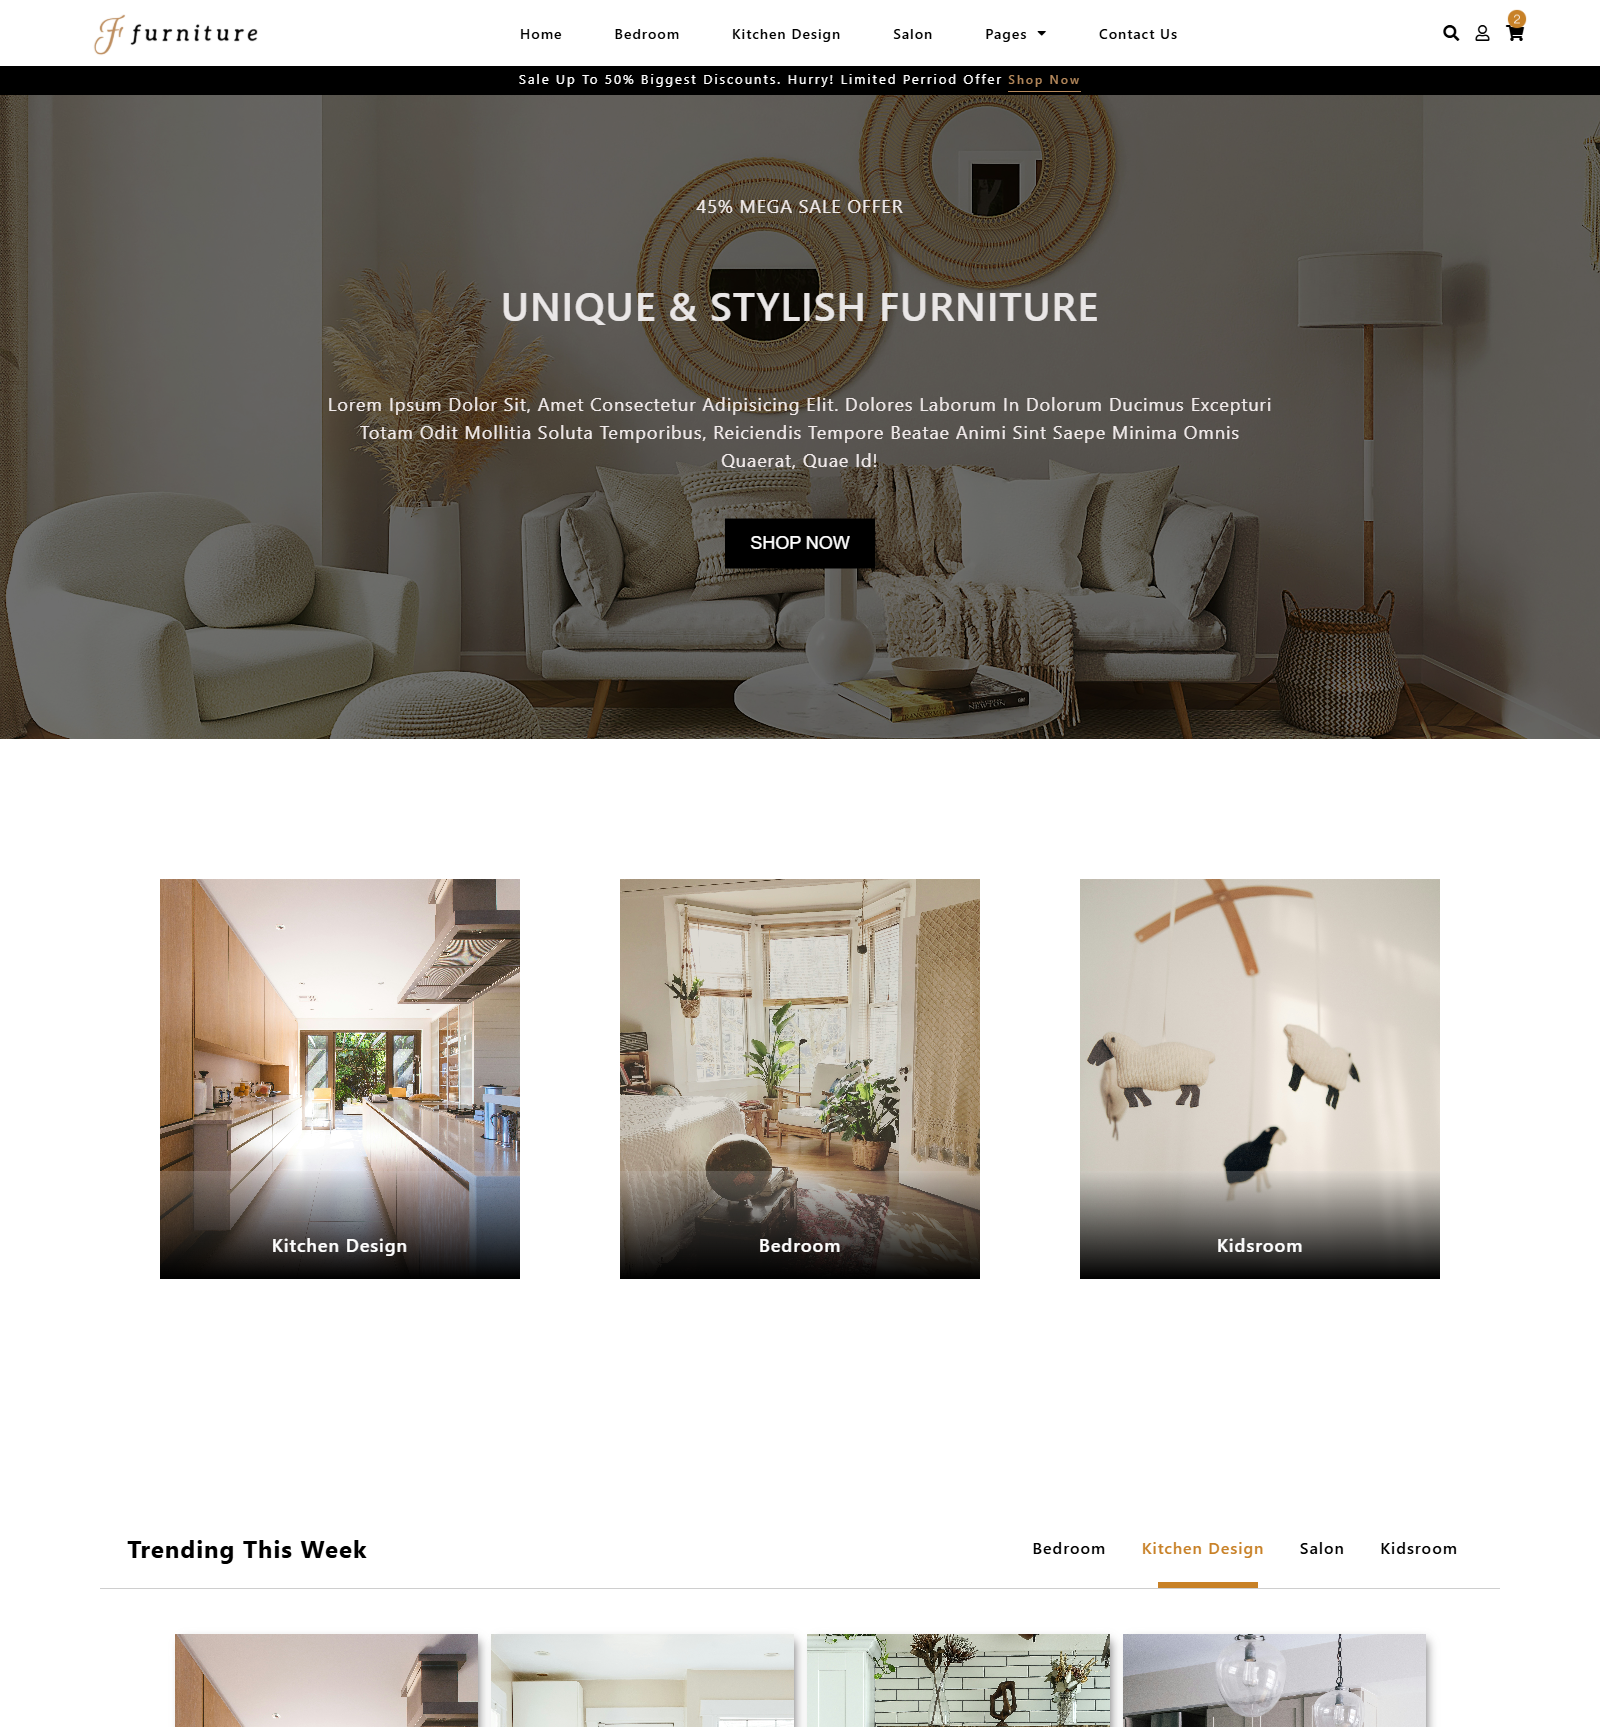 furniture
Home Bedroom Kitchen Design Salon Pages Contact Us
2
Sale Up To 50% Biggest Discounts. Hurry! Limited Perriod Offer Shop Now
45% MEGA SALE OFFER
UNIQUE & STYLISH FURNITURE
Lorem Ipsum Dolor Sit, Amet Consectetur Adipisicing Elit. Dolores Laborum In Dolorum Ducimus Excepturi
Totam Odit Mollitia Soluta Temporibus, Reiciendis Tempore Beatae Animi Sint Saepe Minima Omnis
Quaerat, Quae Id!
SHOP NOW
NEWTON
Kitchen Design
Bedroom
Kidsroom
Trending This Week
Bedroom Kitchen Design Salon Kidsroom